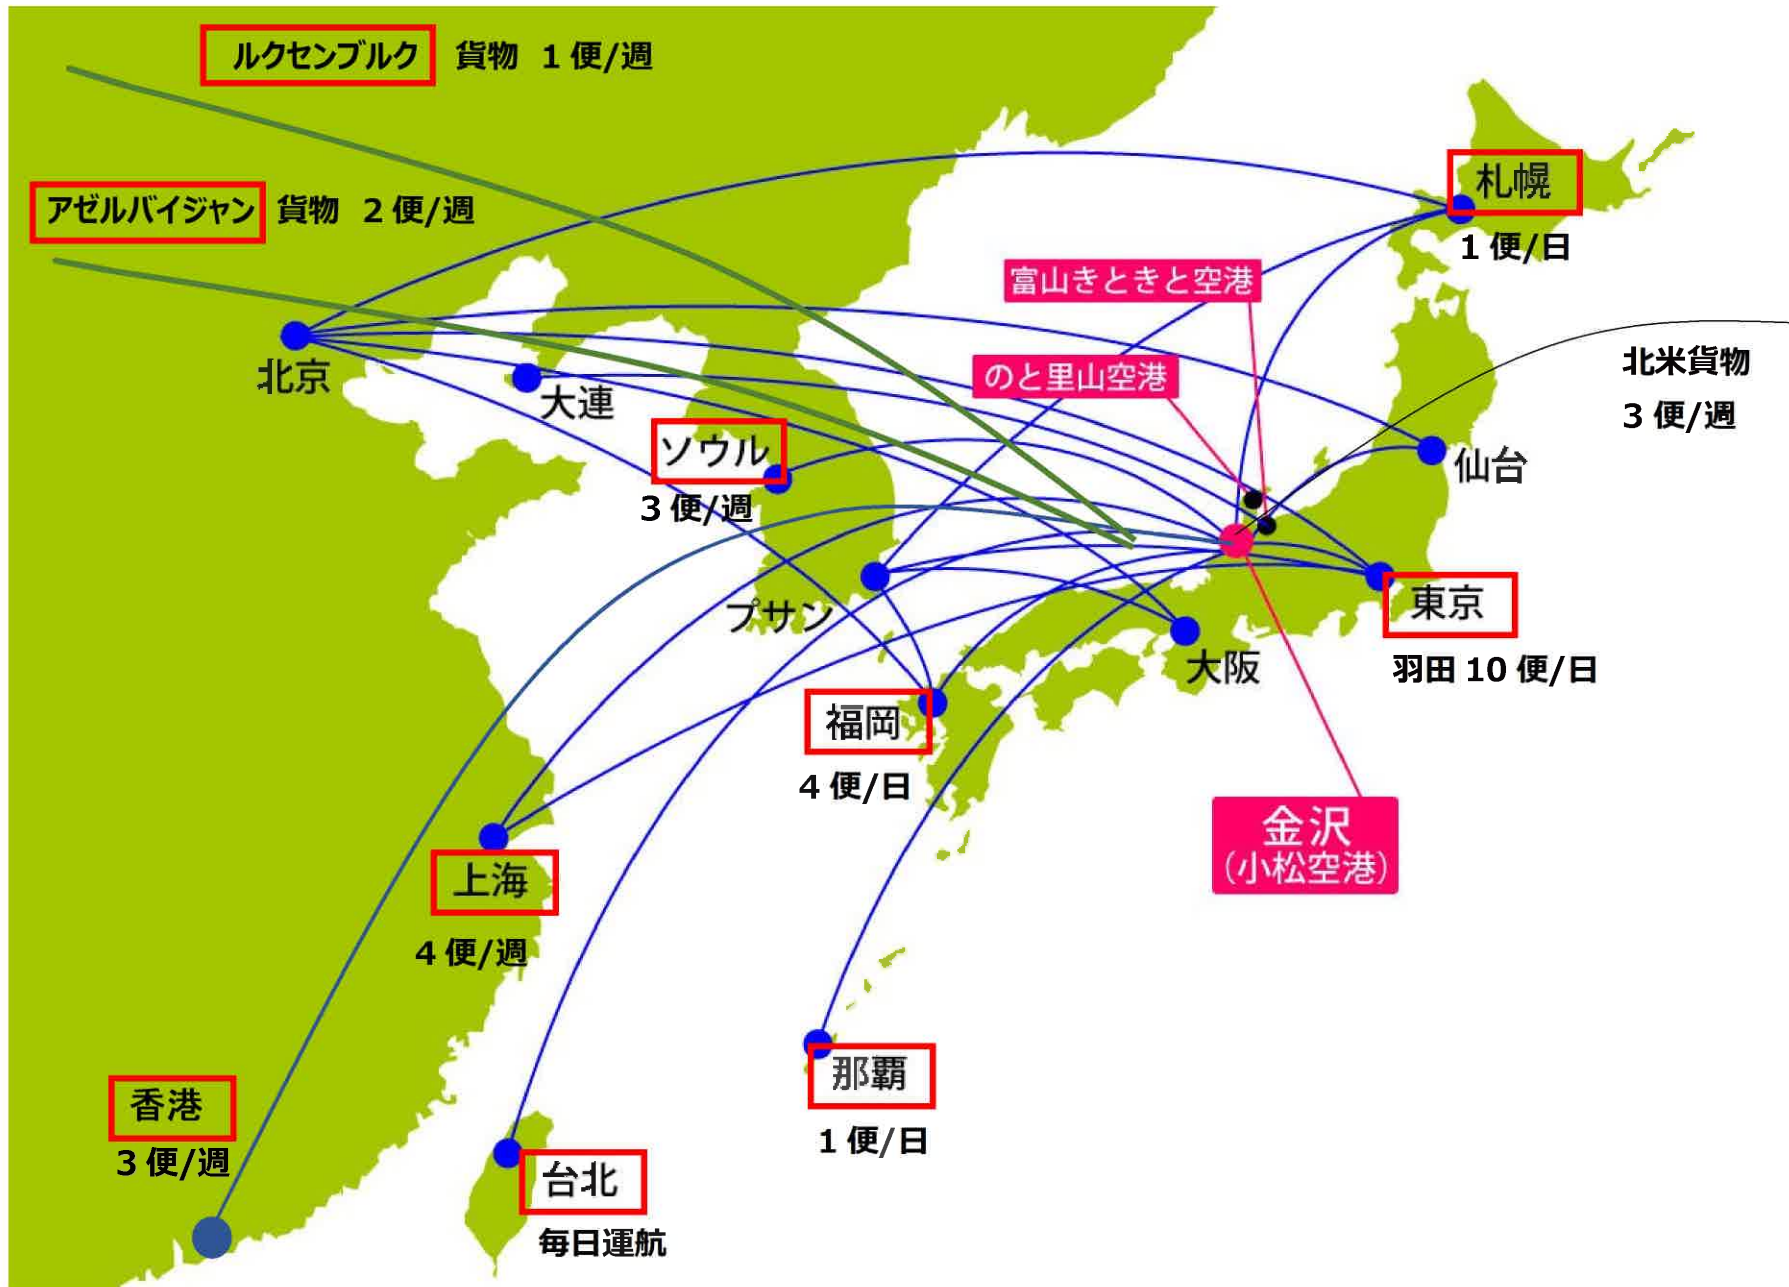 ルクセンブルク 貨物 1便/週
アゼルバイジャン 貨物 2便/週
札幌
1便/日
富山きときと空港
のと里山空港
北米貨物
3便/週
北京
大連
ソウル
3便/週
仙台
プサン
東京
羽田10便/日
大阪
福岡
4便/日
金沢
(小松空港)
上海
4便/週
那覇
1便/日
香港
3便/週
台北
毎日運航